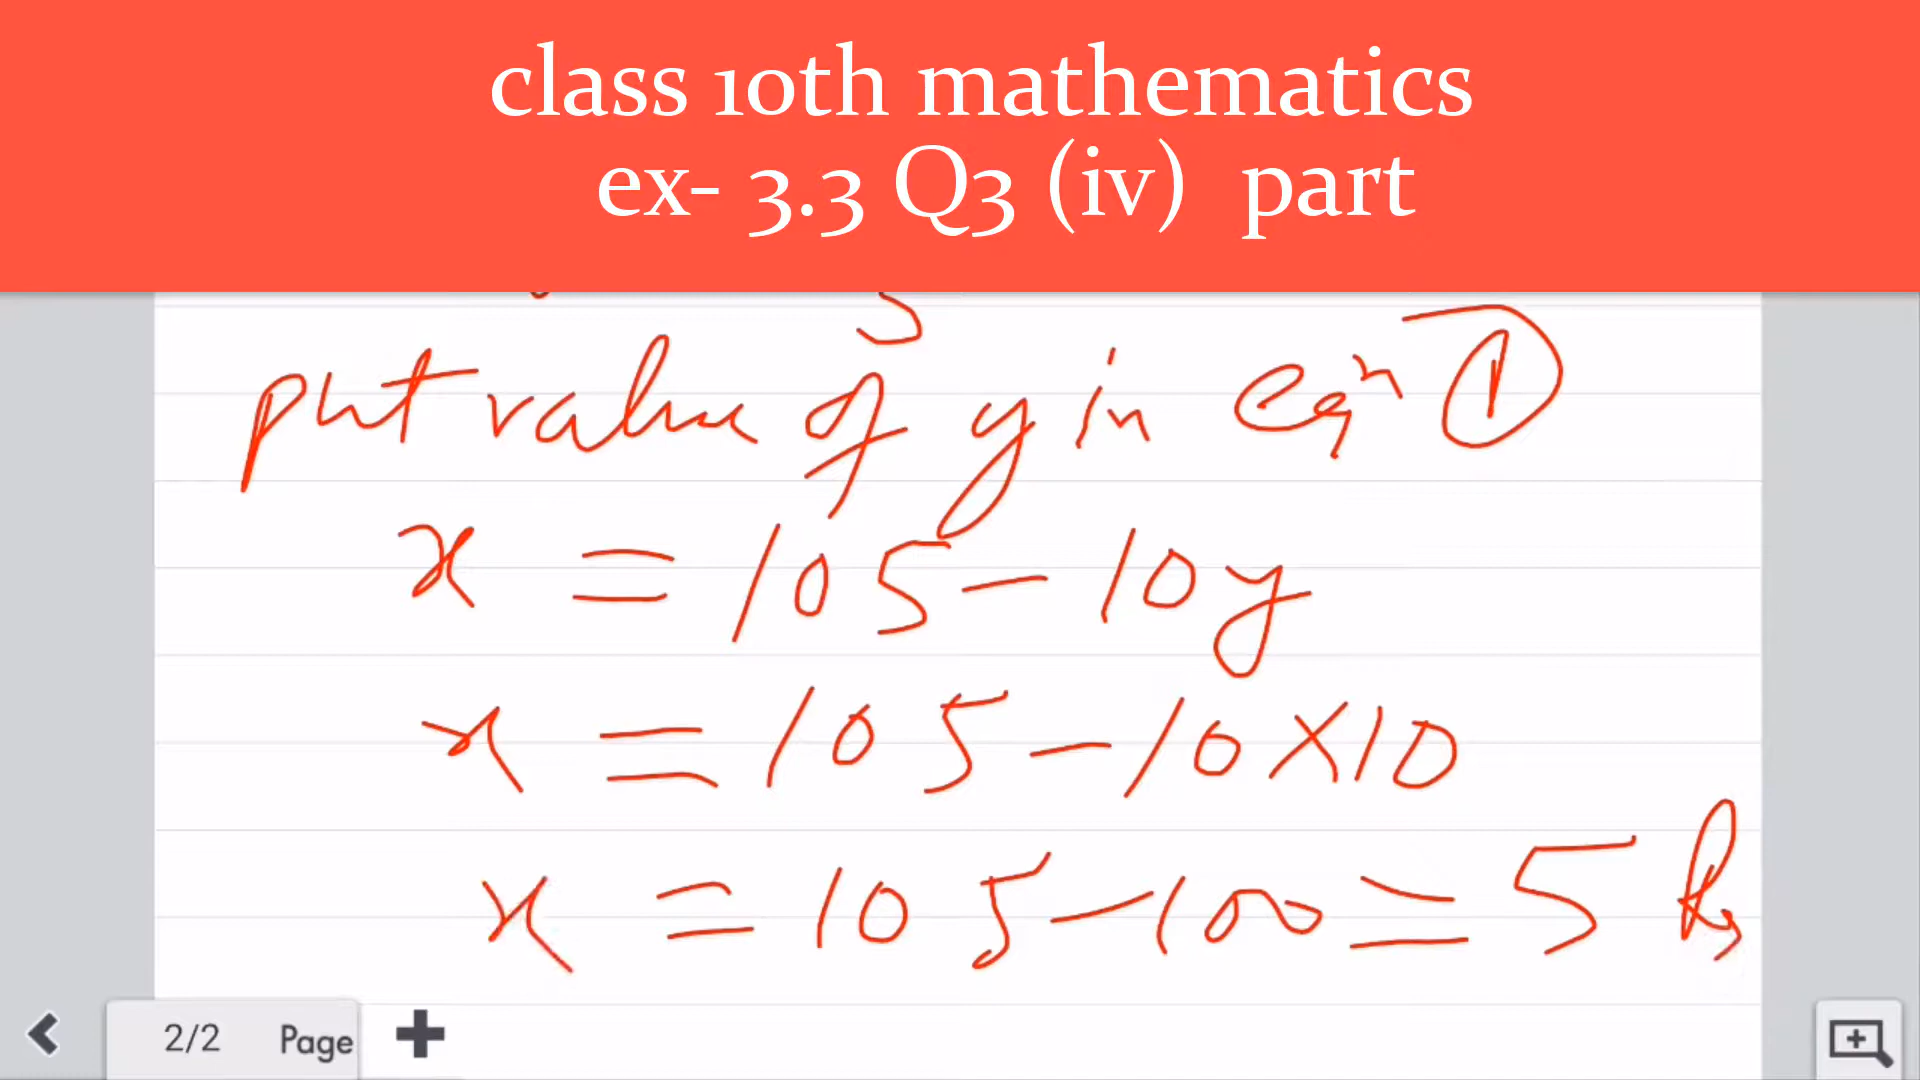 class 10th mathematics
ex- 3.3 Q3 (iv) part
put value of y in eqn ①
x = 105 - 10y
x = 105 - 10×10
x = 105 - 100 = 5 Rs
2/2 Page